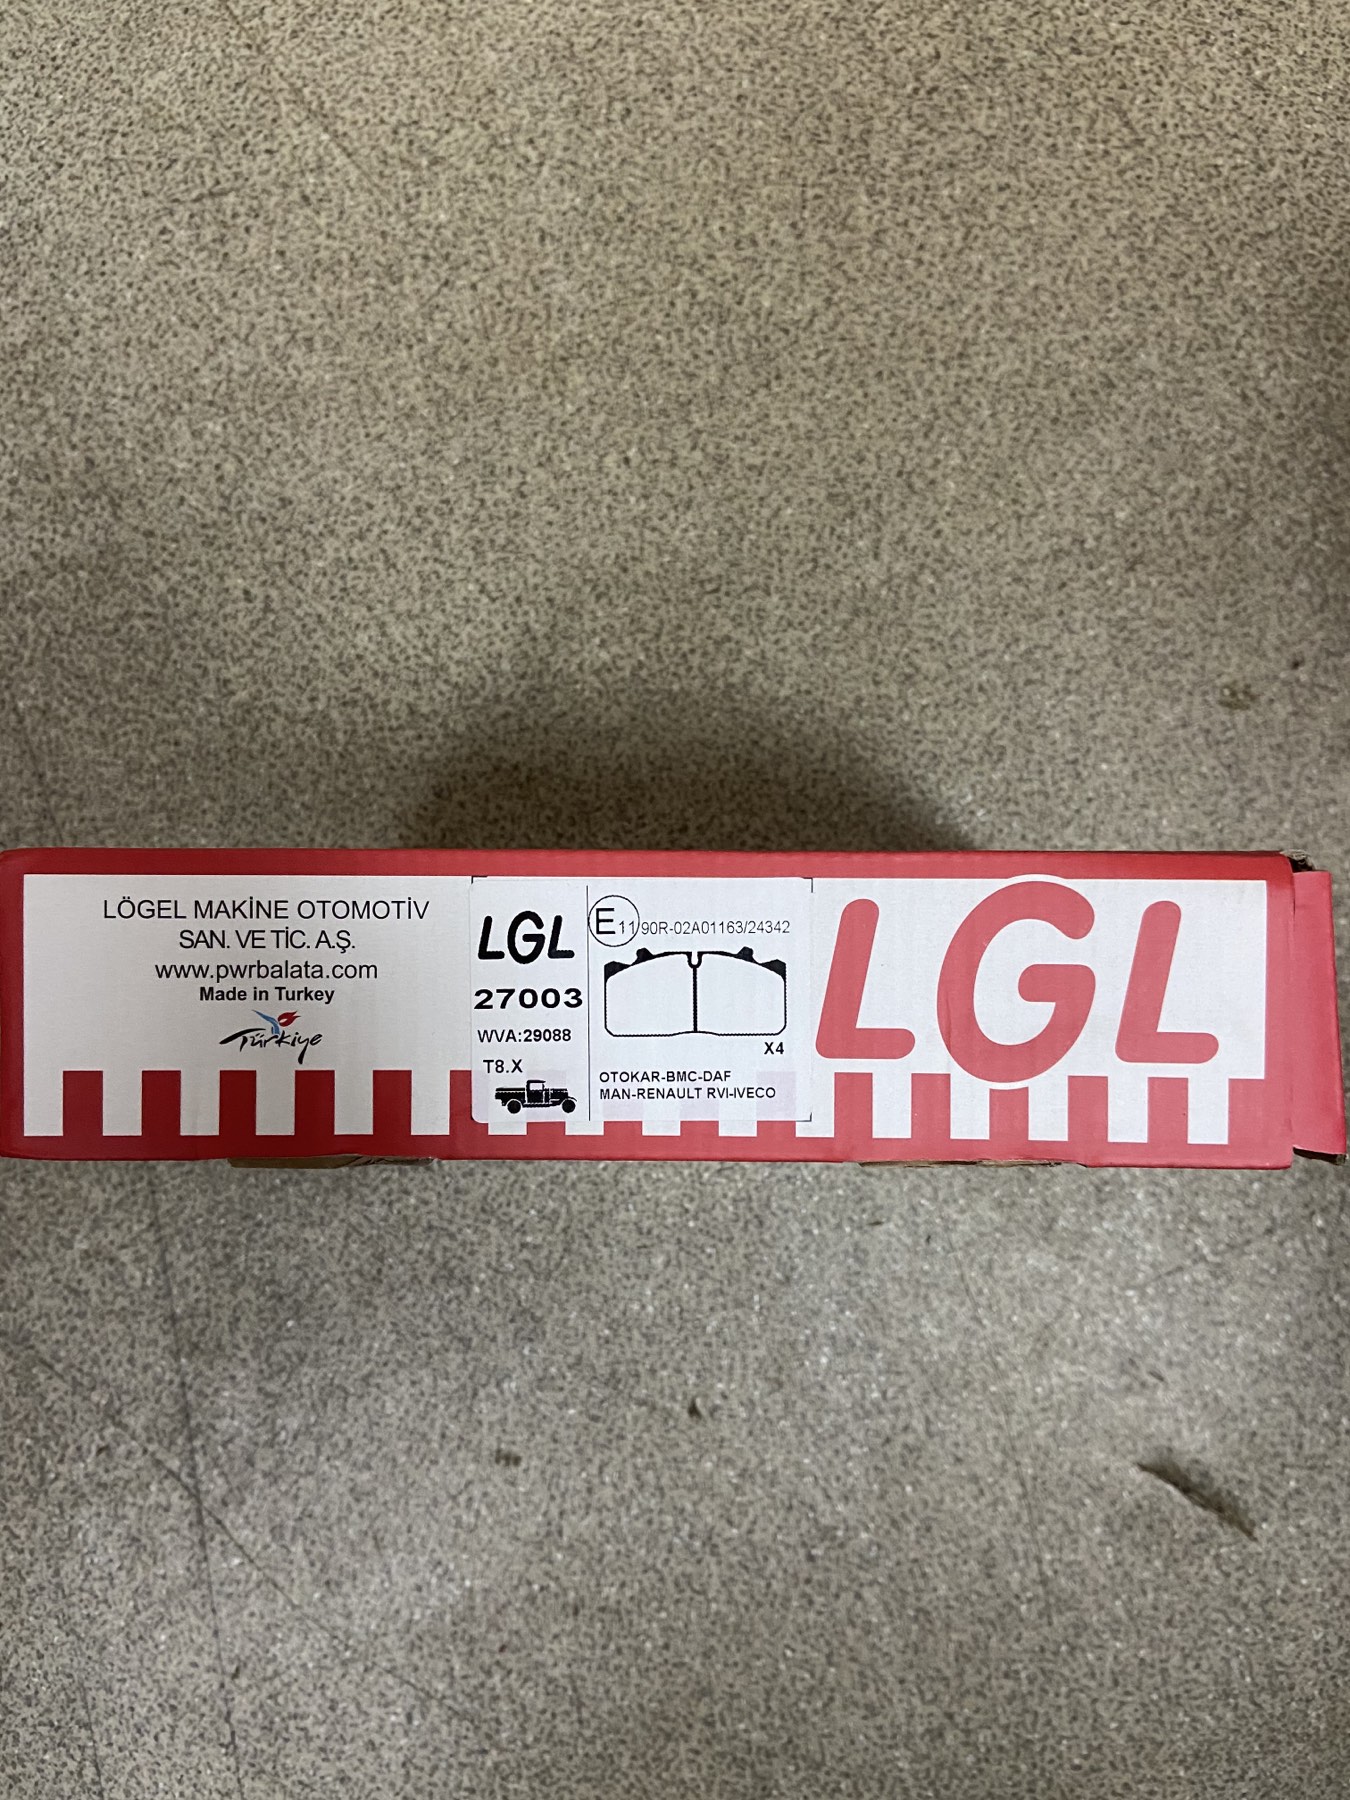 LÖGEL MAKİNE OTOMOTİV
SAN. VE TİC. A.Ş.
www.pwrbalata.com
Made in Turkey
Türkiye
LGL
27003
WVA:29088
T8.X
E 11 90R-02A01163/24342
X4
OTOKAR-BMC-DAF
MAN-RENAULT RVI-IVECO
LGL